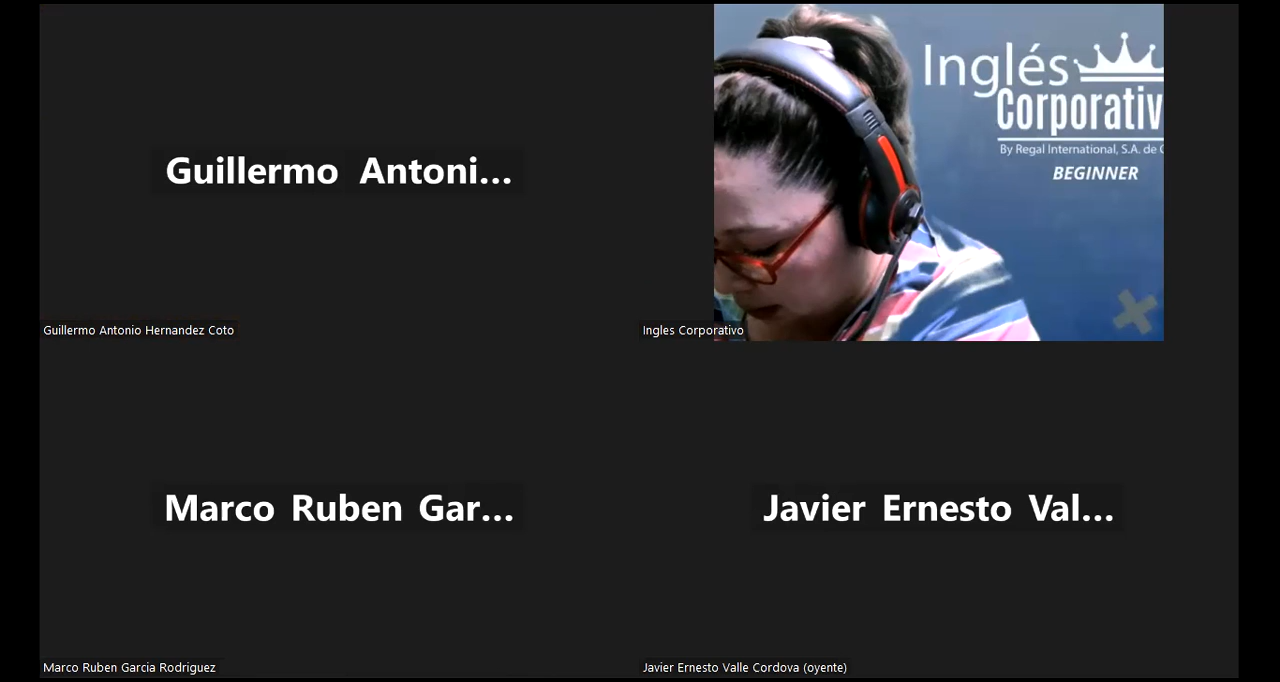 Guillermo Antoni...
Guillermo Antonio Hernandez Coto
Inglés
Corporativ
By Regal International, S.A. de C
BEGINNER
Ingles Corporativo
Marco Ruben Gar...
Marco Ruben Garcia Rodriguez
Javier Ernesto Val...
Javier Ernesto Valle Cordova (oyente)